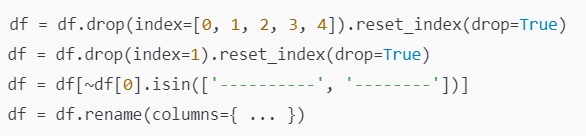 df = df.drop(index=[0, 1, 2, 3, 4]).reset_index(drop=True)
df = df.drop(index=1).reset_index(drop=True)
df = df[~df[0].isin(['----------', '--------'])]
df = df.rename(columns={ ... })